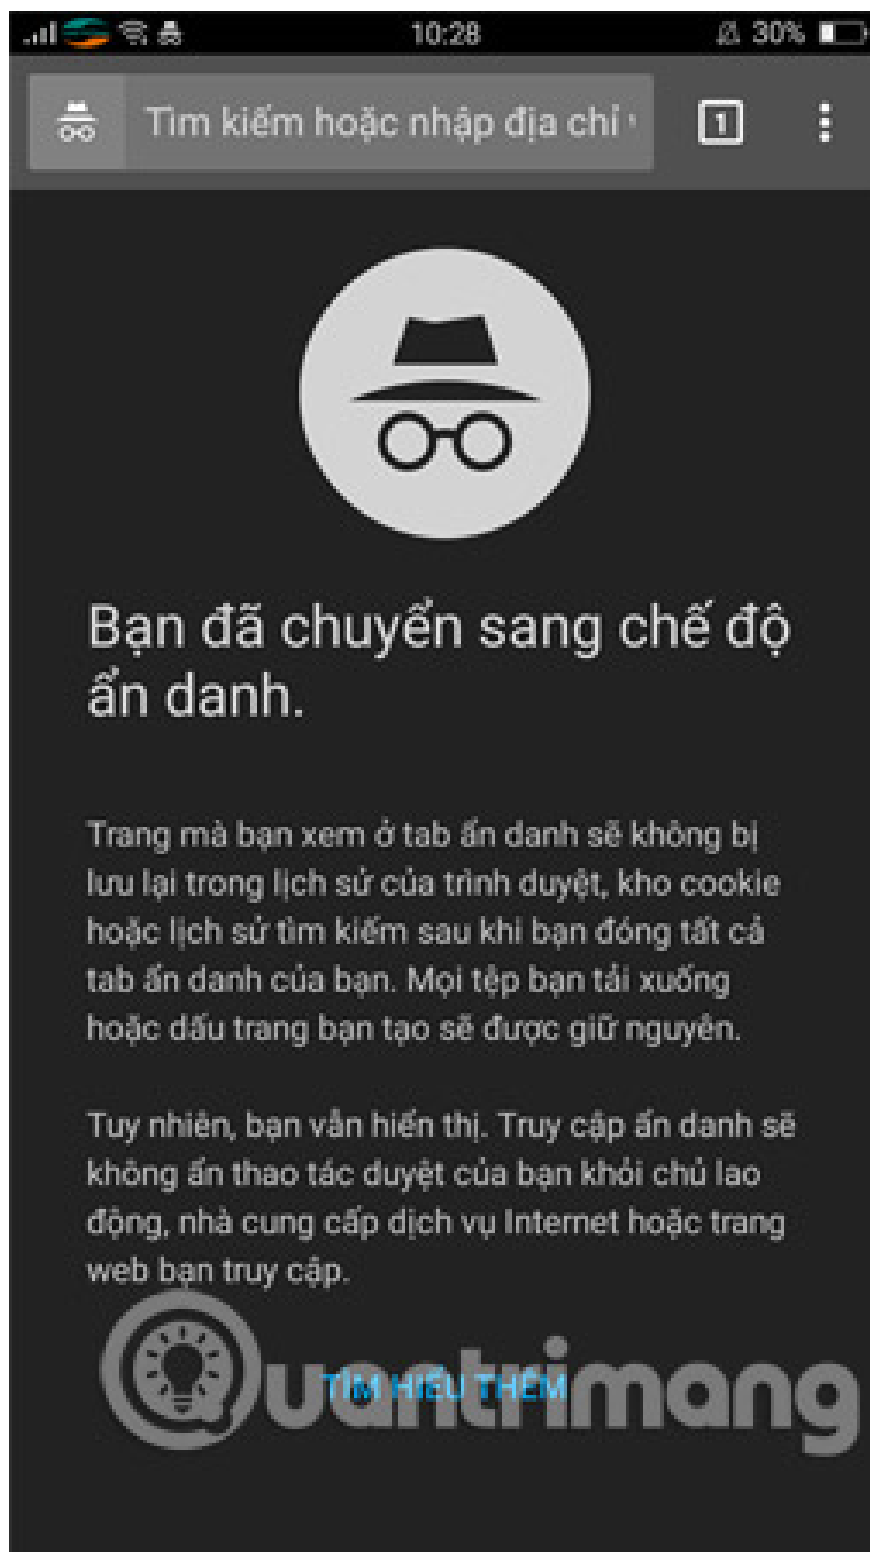 10:28
30%
Tìm kiếm hoặc nhập địa chỉ
1
Bạn đã chuyển sang chế độ
ẩn danh.
Trang mà bạn xem ở tab ẩn danh sẽ không bị
lưu lại trong lịch sử của trình duyệt, kho cookie
hoặc lịch sử tìm kiếm sau khi bạn đóng tất cả
tab ẩn danh của bạn. Mọi tệp bạn tải xuống
hoặc dấu trang bạn tạo sẽ được giữ nguyên.
Tuy nhiên, bạn vẫn hiển thị. Truy cập ẩn danh sẽ
không ẩn thao tác duyệt của bạn khỏi chủ lao
động, nhà cung cấp dịch vụ Internet hoặc trang
web bạn truy cập.
TÌM HIỂU THÊM
Quantrimang